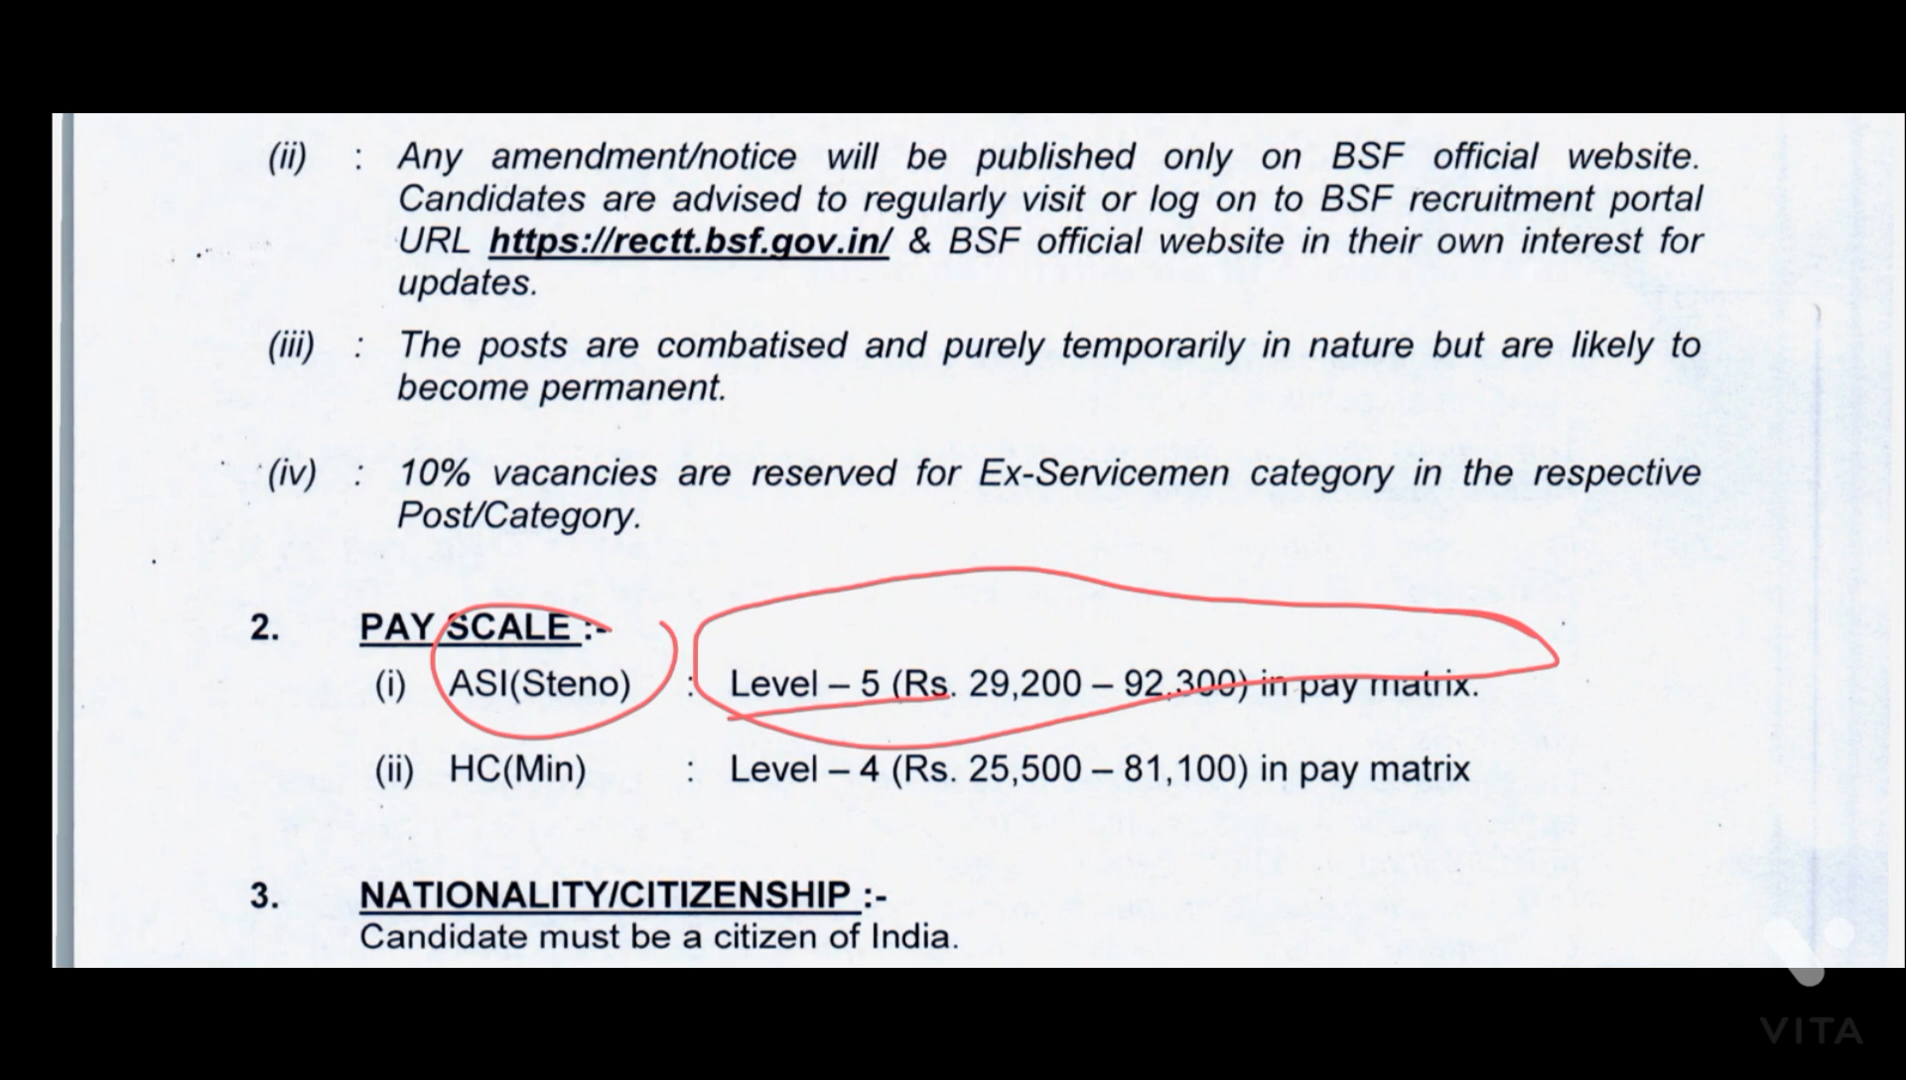 (ii) : Any amendment/notice will be published only on BSF official website.
Candidates are advised to regularly visit or log on to BSF recruitment portal
URL https://rectt.bsf.gov.in/ & BSF official website in their own interest for
updates.
(iii) : The posts are combatised and purely temporarily in nature but are likely to
become permanent.
(iv) : 10% vacancies are reserved for Ex-Servicemen category in the respective
Post/Category.
2. PAY SCALE :-
(i) ASI(Steno) : Level – 5 (Rs. 29,200 – 92,300) in pay matrix.
(ii) HC(Min) : Level – 4 (Rs. 25,500 – 81,100) in pay matrix
3. NATIONALITY/CITIZENSHIP :-
Candidate must be a citizen of India.
VITA